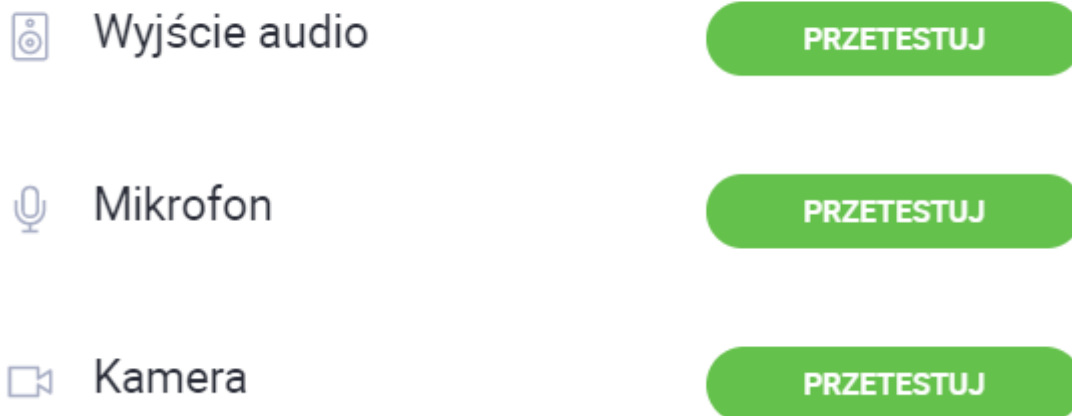 Wyjście audio
PRZETESTUJ
Mikrofon
PRZETESTUJ
Kamera
PRZETESTUJ